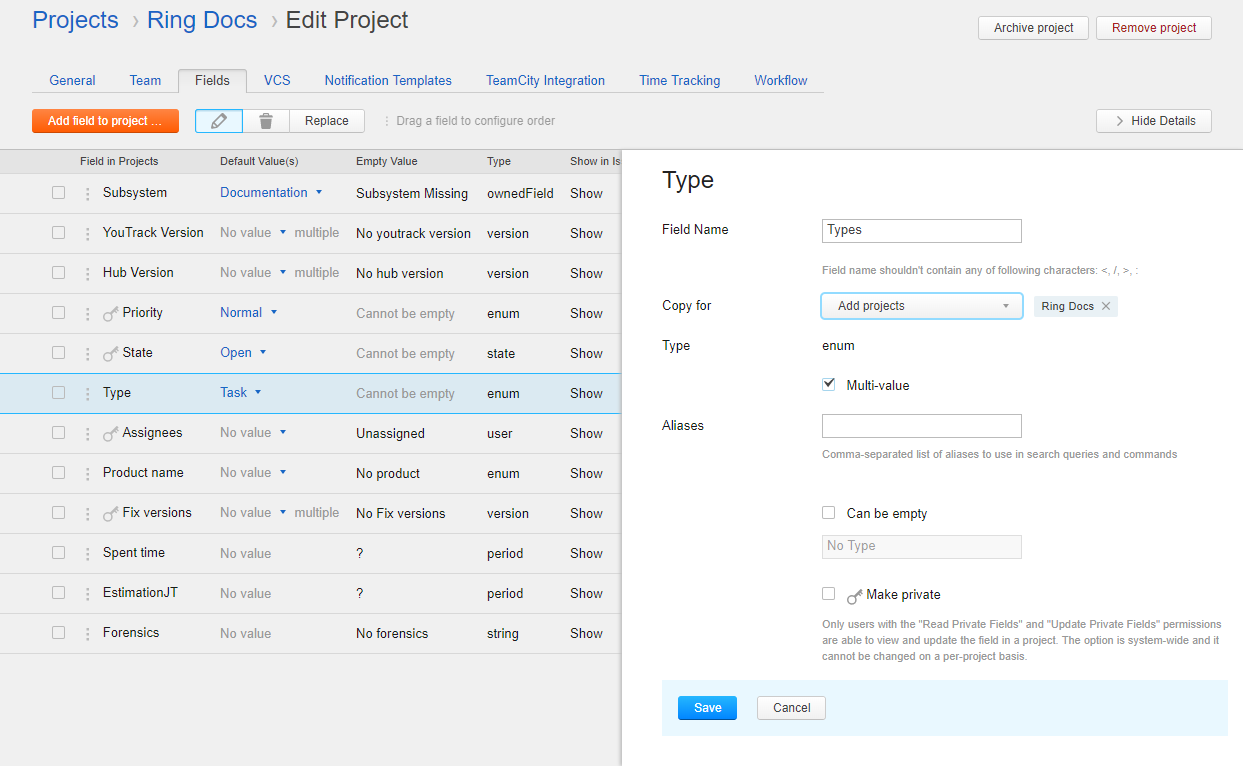 Projects › Ring Docs › Edit Project
Archive project
Remove project
General
Team
Fields
VCS
Notification Templates
TeamCity Integration
Time Tracking
Workflow
Add field to project ...
Replace
Drag a field to configure order
Hide Details
Field in Projects Default Value(s) Empty Value Type Show in Is
Subsystem Documentation Subsystem Missing ownedField Show
YouTrack Version No value multiple No youtrack version version Show
Hub Version No value multiple No hub version version Show
Priority Normal Cannot be empty enum Show
State Open Cannot be empty state Show
Type Task Cannot be empty enum Show
Assignees No value Unassigned user Show
Product name No value No product enum Show
Fix versions No value multiple No Fix versions version Show
Spent time No value ? period Show
EstimationJT No value ? period Show
Forensics No value No forensics string Show
Type
Field Name Types
Field name shouldn't contain any of following characters: <, /, >, :
Copy for Add projects Ring Docs
Type enum
Multi-value
Aliases
Comma-separated list of aliases to use in search queries and commands
Can be empty
No Type
Make private
Only users with the "Read Private Fields" and "Update Private Fields" permissions
are able to view and update the field in a project. The option is system-wide and it
cannot be changed on a per-project basis.
Save Cancel